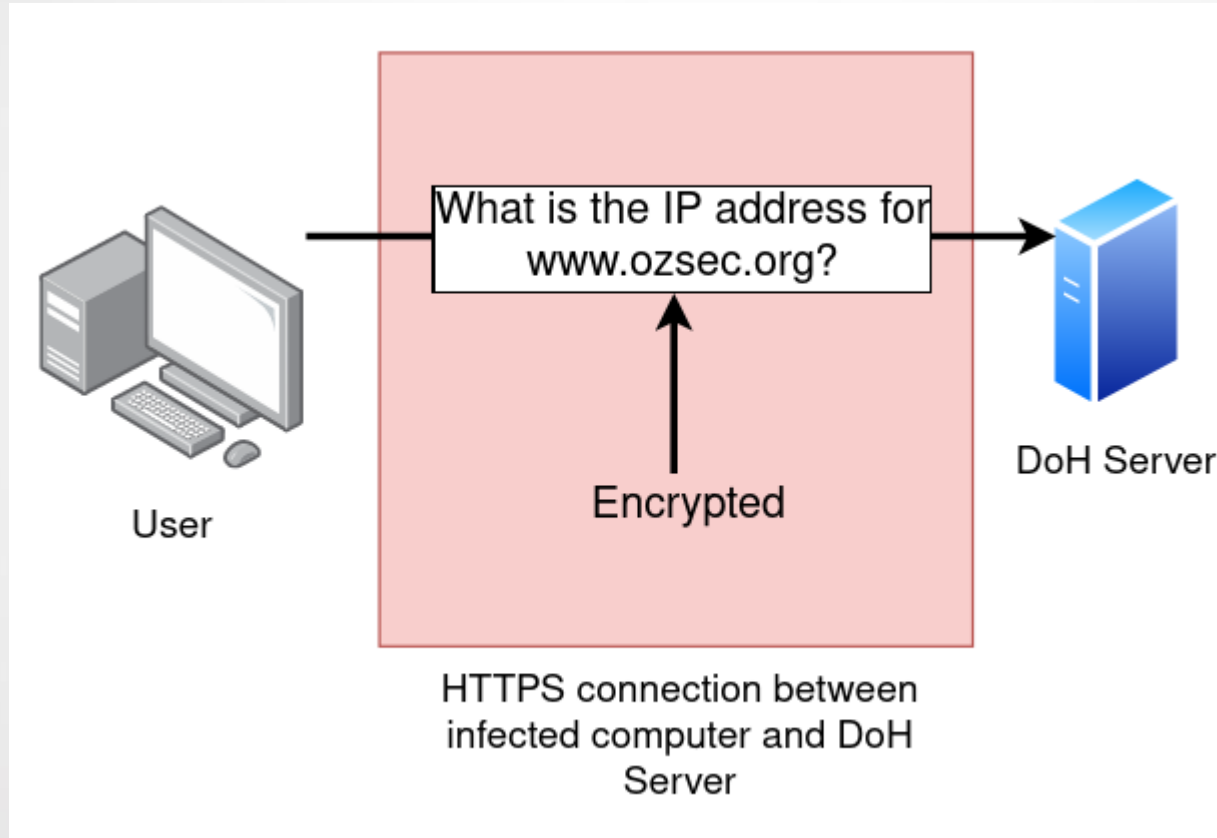 What is the IP address for
www.ozsec.org?
Encrypted
User
DoH Server
HTTPS connection between
infected computer and DoH
Server